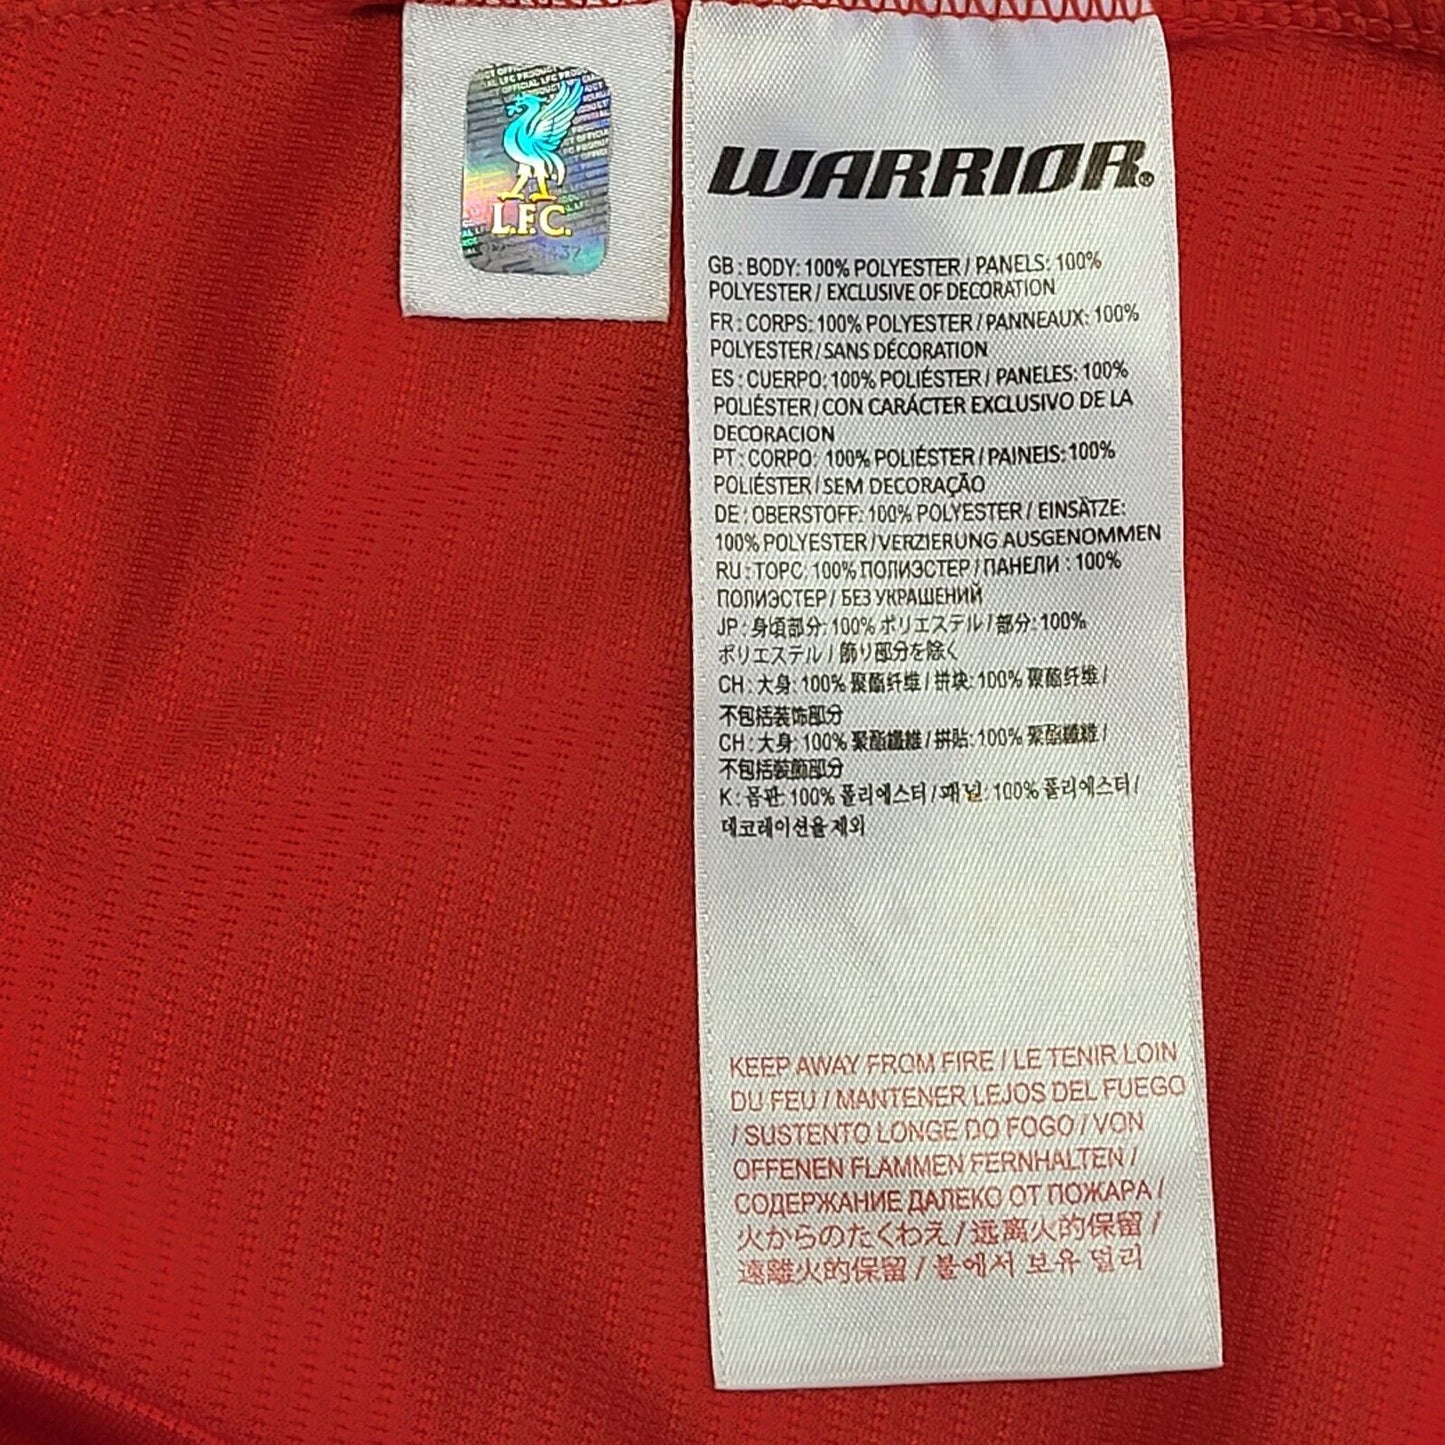 L.F.C.
WARRIOR®
GB : BODY: 100% POLYESTER / PANELS: 100%
POLYESTER / EXCLUSIVE OF DECORATION
FR : CORPS: 100% POLYESTER / PANNEAUX: 100%
POLYESTER / SANS DÉCORATION
ES : CUERPO: 100% POLIÉSTER / PANELES: 100%
POLIÉSTER / CON CARÁCTER EXCLUSIVO DE LA
DECORACION
PT : CORPO: 100% POLIÉSTER / PAINEIS: 100%
POLIÉSTER / SEM DECORAÇÃO
DE : OBERSTOFF: 100% POLYESTER / EINSÄTZE:
100% POLYESTER / VERZIERUNG AUSGENOMMEN
RU : ТОРС: 100% ПОЛИЭСТЕР / ПАНЕЛИ : 100%
ПОЛИЭСТЕР / БЕЗ УКРАШЕНИЙ
JP : 身頃部分: 100% ポリエステル / 部分: 100%
ポリエステル / 飾り部分を除く
CH : 大身: 100% 聚酯纤维 / 拼块: 100% 聚酯纤维 /
不包括装饰部分
CH : 大身: 100% 聚酯纖維 / 拼貼: 100% 聚酯纖維 /
不包括裝飾部分
K : 몸판: 100% 폴리에스터 / 패널: 100% 폴리에스터 /
데코레이션을 제외
KEEP AWAY FROM FIRE / LE TENIR LOIN
DU FEU / MANTENER LEJOS DEL FUEGO
/ SUSTENTO LONGE DO FOGO / VON
OFFENEN FLAMMEN FERNHALTEN /
СОДЕРЖАНИЕ ДАЛЕКО ОТ ПОЖАРА /
火からのたくわえ / 远离火的保留 /
遠離火的保留 / 불에서 보유 멀리